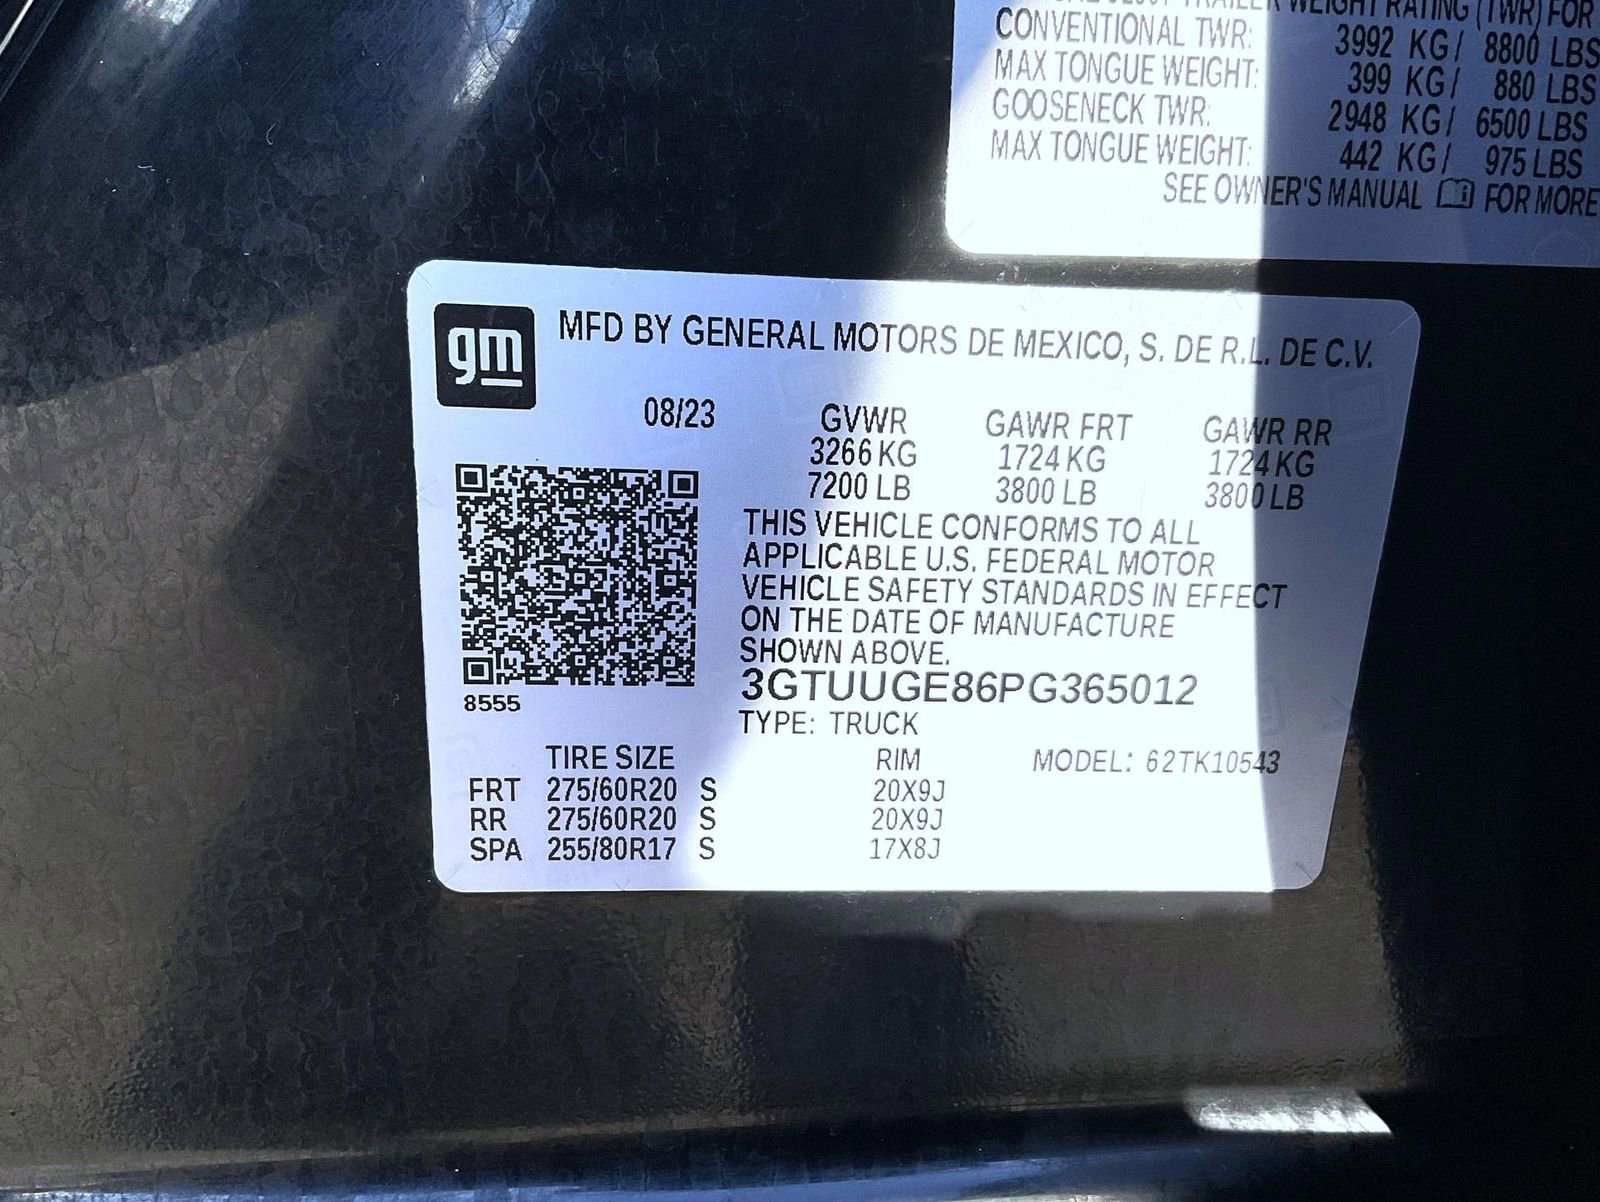 TRAILER WEIGHT RATING (TWR) FOR
CONVENTIONAL TWR: 3992 KG/ 8800 LBS
MAX TONGUE WEIGHT: 399 KG/ 880 LBS
GOOSENECK TWR: 2948 KG/ 6500 LBS
MAX TONGUE WEIGHT: 442 KG/ 975 LBS
SEE OWNER'S MANUAL FOR MORE
gm
MFD BY GENERAL MOTORS DE MEXICO, S. DE R.L. DE C.V.
08/23 GVWR GAWR FRT GAWR RR
3266 KG 1724 KG 1724 KG
7200 LB 3800 LB 3800 LB
THIS VEHICLE CONFORMS TO ALL
APPLICABLE U.S. FEDERAL MOTOR
VEHICLE SAFETY STANDARDS IN EFFECT
ON THE DATE OF MANUFACTURE
SHOWN ABOVE.
3GTUUGE86PG365012
8555
TYPE: TRUCK
TIRE SIZE RIM MODEL: 62TK10543
FRT 275/60R20 S 20X9J
RR 275/60R20 S 20X9J
SPA 255/80R17 S 17X8J